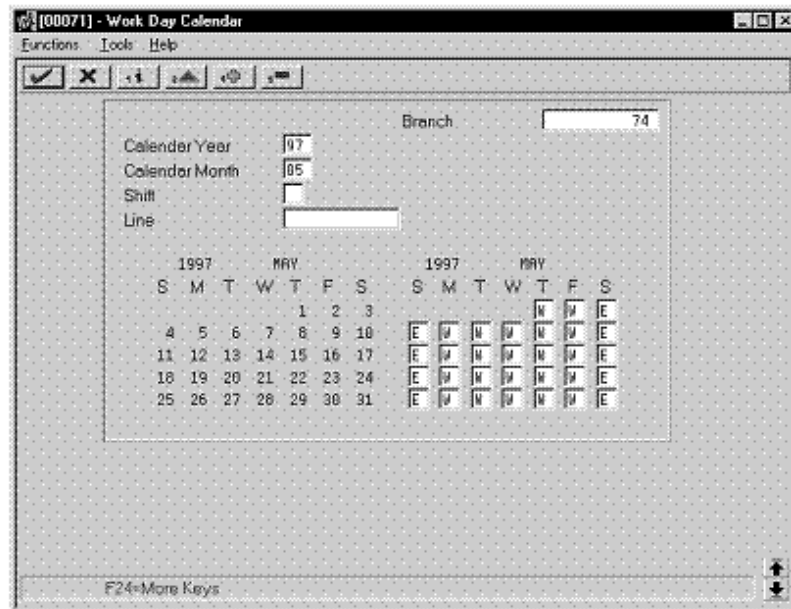 [00071] - Work Day Calendar
Functions Tools Help
Branch 74
Calendar Year 97
Calendar Month 05
Shift
Line
1997 MAY 1997 MAY
S M T W T F S S M T W T F S
1 2 3 W W E
4 5 6 7 8 9 10 E W W W W W E
11 12 13 14 15 16 17 E W W W W W E
18 19 20 21 22 23 24 E W W W W W E
25 26 27 28 29 30 31 E W W W W W E
F24=More Keys